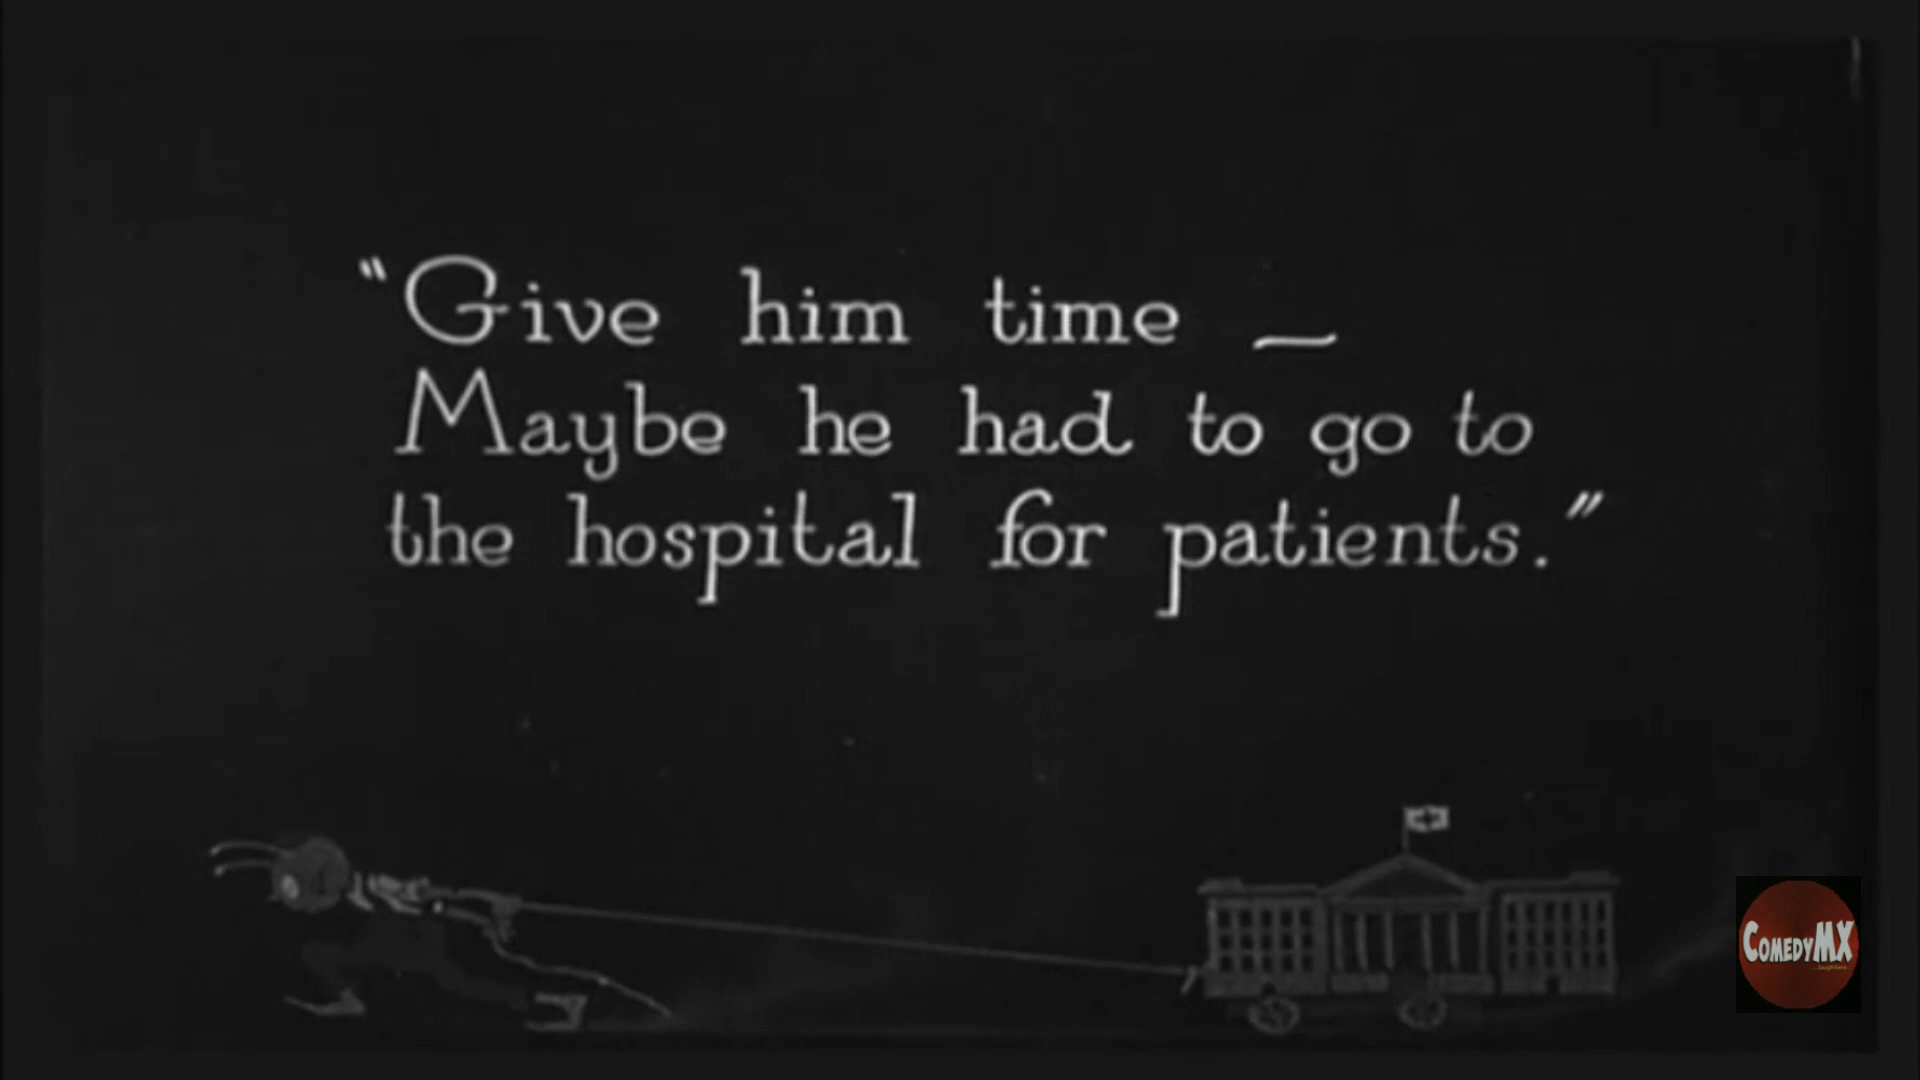 “Give him time —
Maybe he had to go to
the hospital for patients.”
COMEDYMX